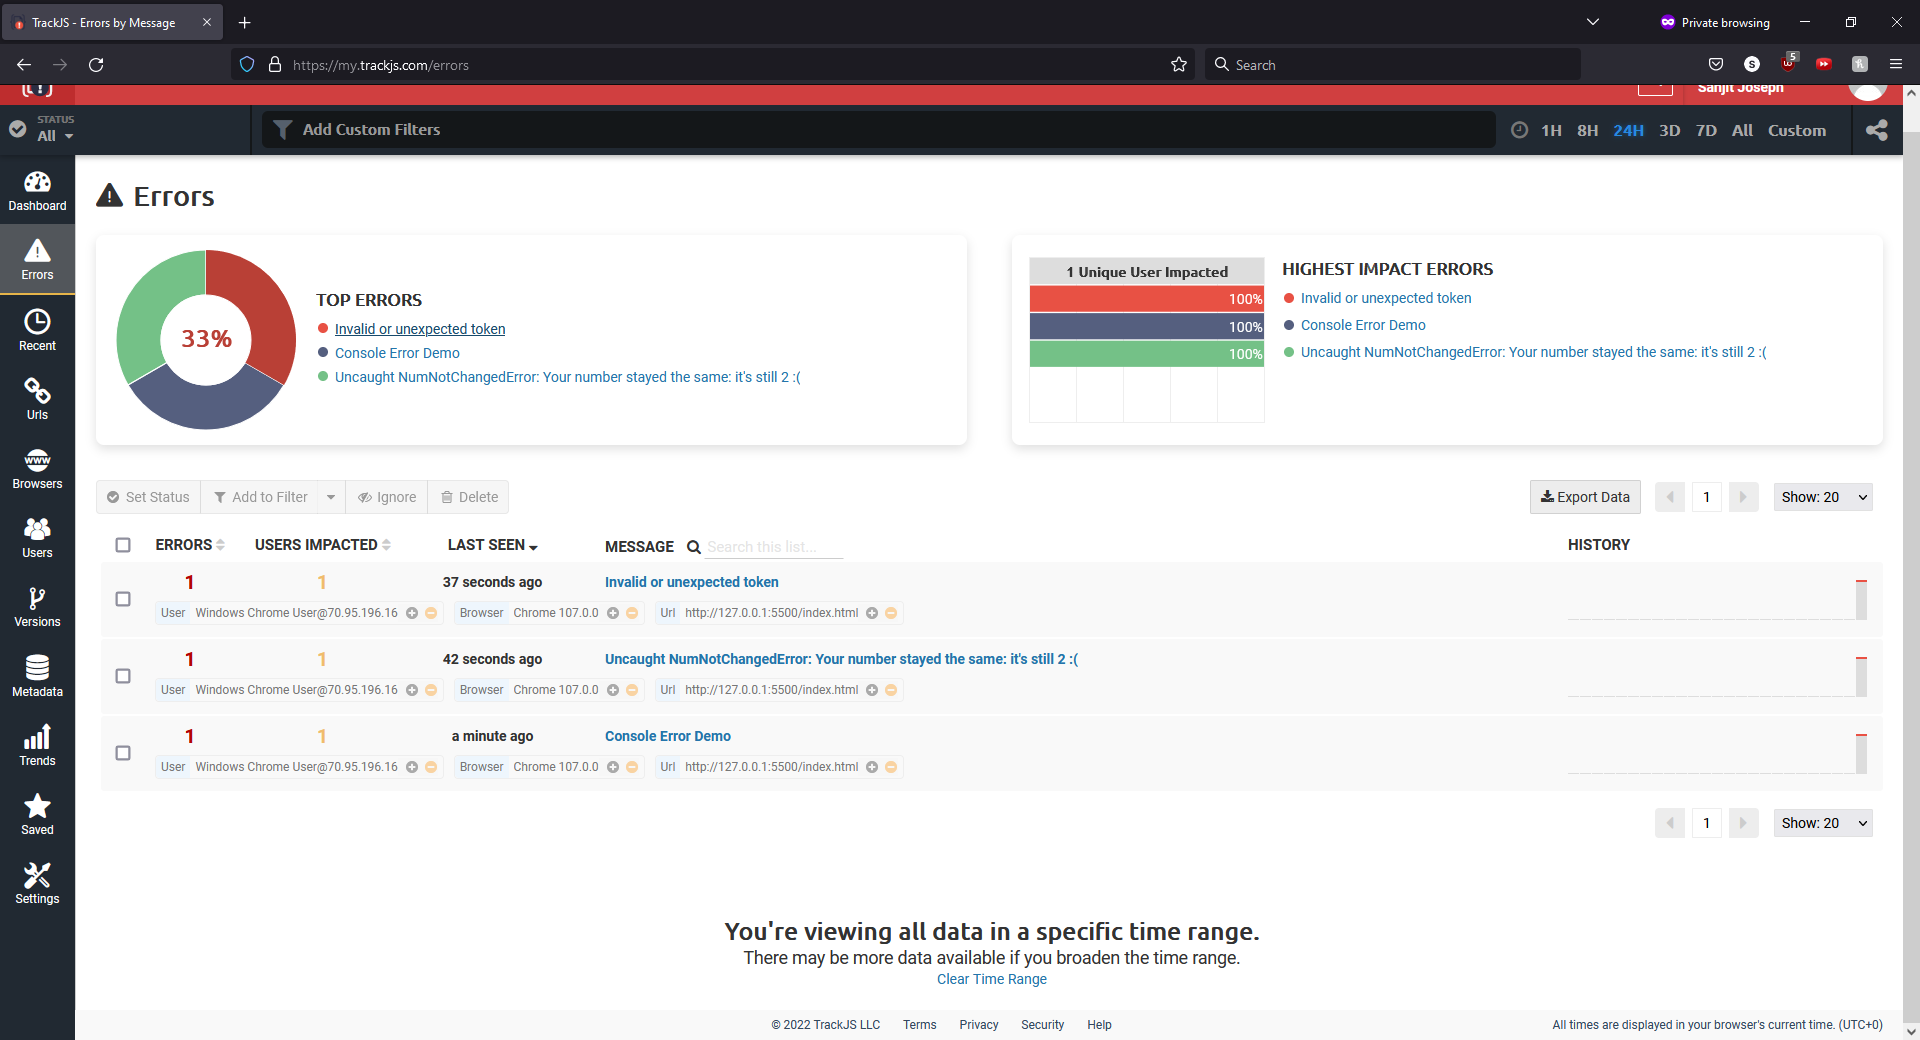 TrackJS - Errors by Message
Private browsing
https://my.trackjs.com/errors
Search
5
Sanjit Joseph
STATUS
All
Add Custom Filters
1H 8H 24H 3D 7D All Custom
Dashboard
Errors
Recent
Urls
WWW
Browsers
Users
Versions
Metadata
Trends
Saved
Settings
Errors
33%
TOP ERRORS
Invalid or unexpected token
Console Error Demo
Uncaught NumNotChangedError: Your number stayed the same: it's still 2 :(
1 Unique User Impacted
100%
100%
100%
HIGHEST IMPACT ERRORS
Invalid or unexpected token
Console Error Demo
Uncaught NumNotChangedError: Your number stayed the same: it's still 2 :(
Set Status Add to Filter Ignore Delete
Export Data 1 Show: 20
ERRORS USERS IMPACTED LAST SEEN MESSAGE Search this list... HISTORY
1 1 37 seconds ago Invalid or unexpected token
User Windows Chrome User@70.95.196.16 Browser Chrome 107.0.0 Url http://127.0.0.1:5500/index.html
1 1 42 seconds ago Uncaught NumNotChangedError: Your number stayed the same: it's still 2 :(
User Windows Chrome User@70.95.196.16 Browser Chrome 107.0.0 Url http://127.0.0.1:5500/index.html
1 1 a minute ago Console Error Demo
User Windows Chrome User@70.95.196.16 Browser Chrome 107.0.0 Url http://127.0.0.1:5500/index.html
1 Show: 20
You're viewing all data in a specific time range.
There may be more data available if you broaden the time range.
Clear Time Range
© 2022 TrackJS LLC Terms Privacy Security Help
All times are displayed in your browser's current time. (UTC+0)